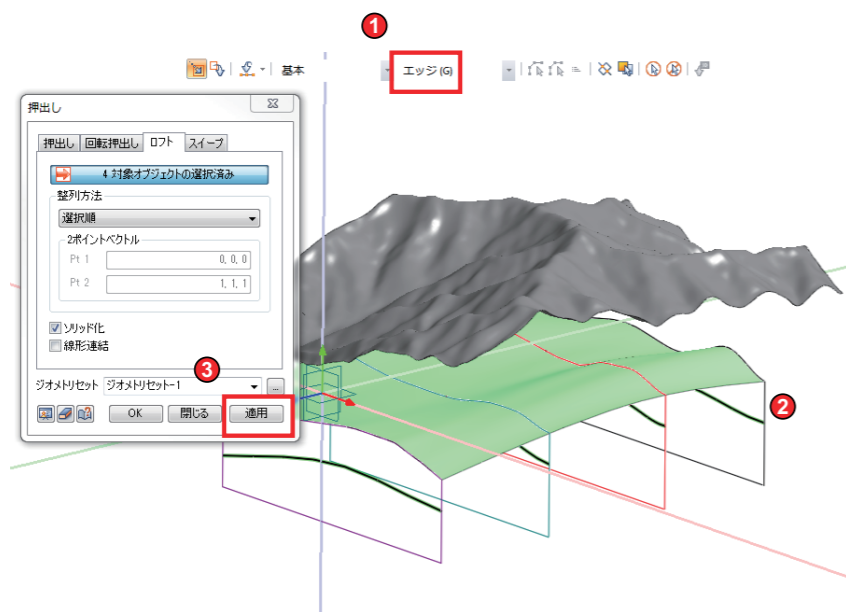 1
基本
エッジ(G)
押出し
押出し 回転押出し ロフト スイープ
4 対象オブジェクトの選択済み
整列方法
選択順
2ポイントベクトル
Pt 1 0, 0, 0
Pt 2 1, 1, 1
ソリッド化
線形連結
3
ジオメトリセット ジオメトリセット-1 ...
OK 閉じる 適用
2